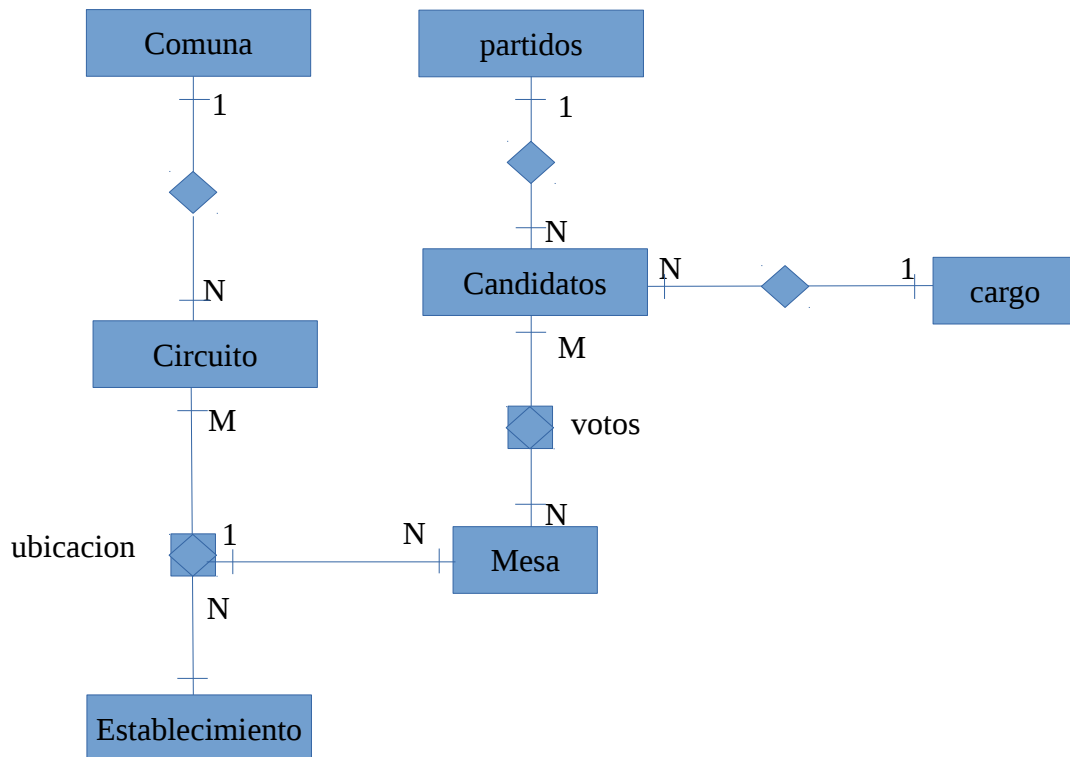 Comuna
partidos
1
1
N
N
Candidatos
N
1
cargo
Circuito
M
M
votos
ubicacion
1
N
N
Mesa
N
Establecimiento